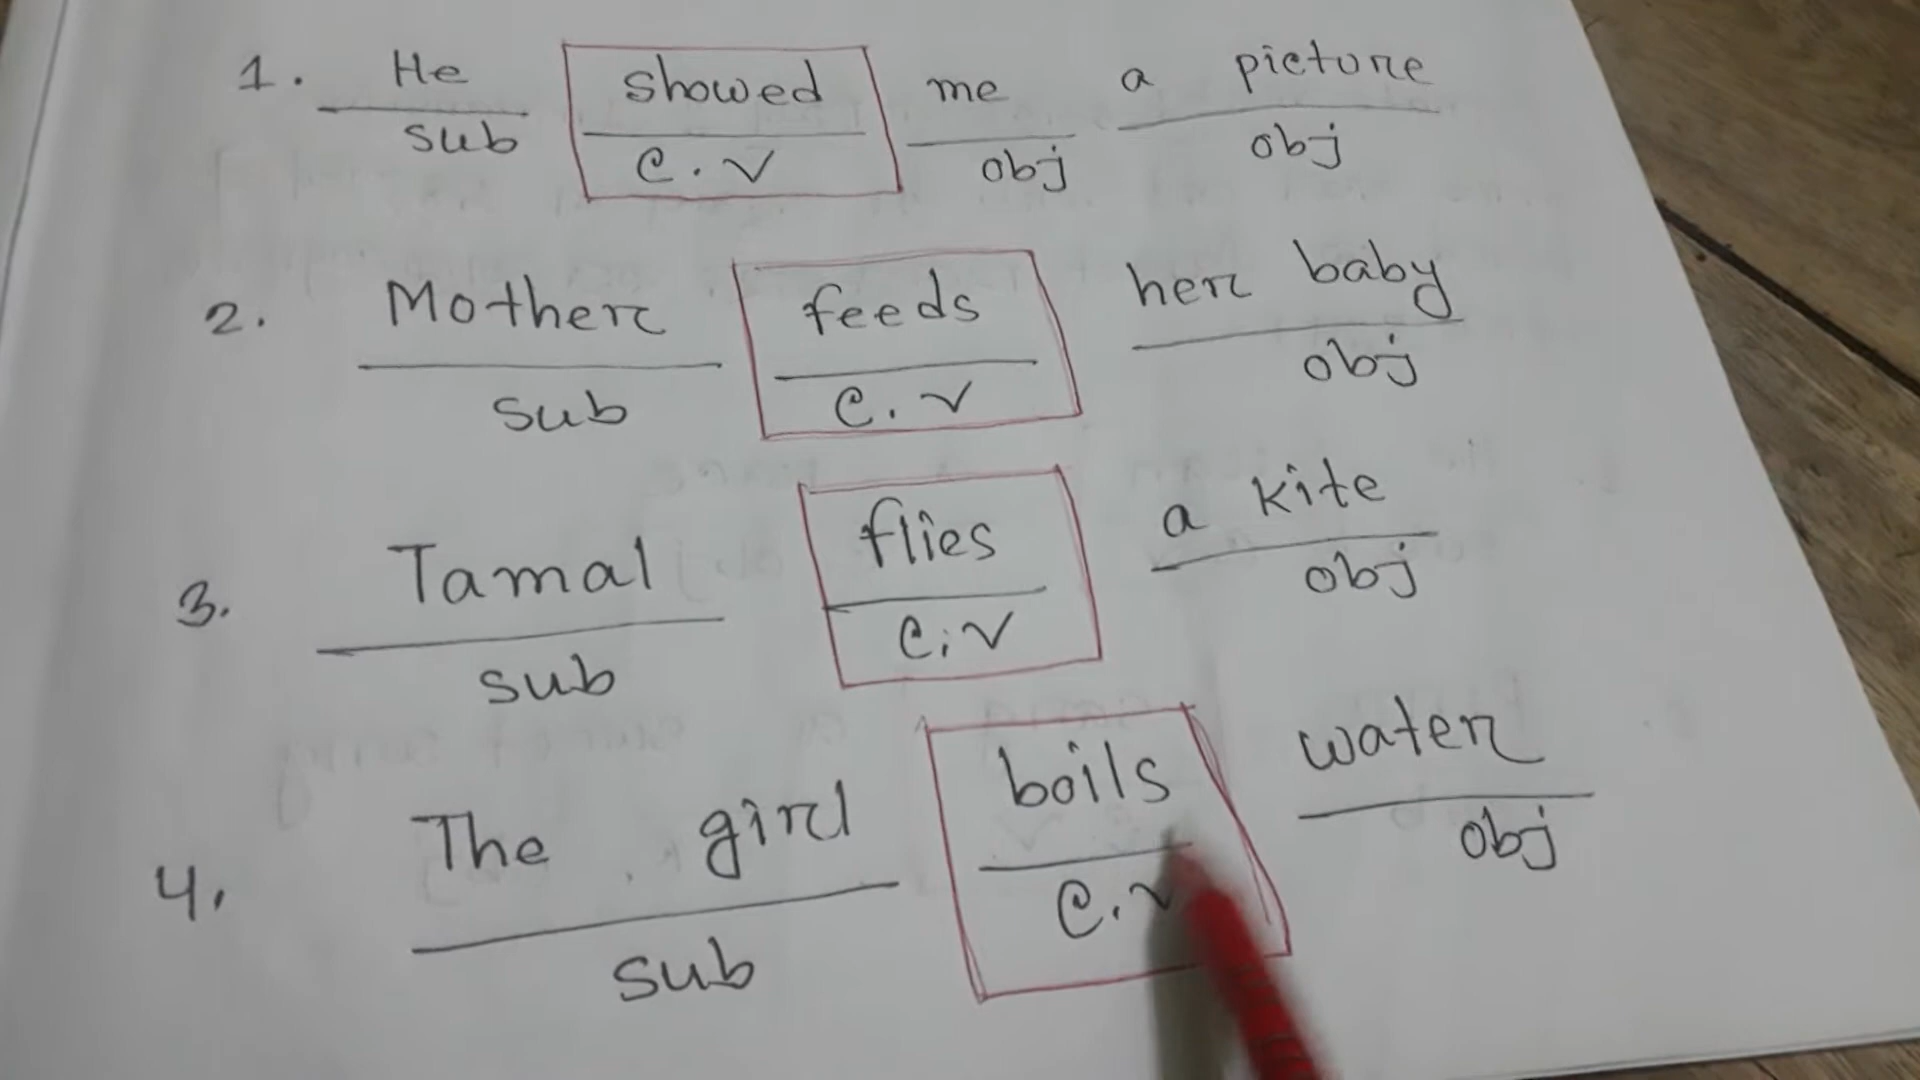 1. He showed me a picture
sub C.V obj obj
2. Mother feeds her baby
sub C.V obj
3. Tamal flies a kite
sub C.V obj
4. The girl boils water
sub C.V obj